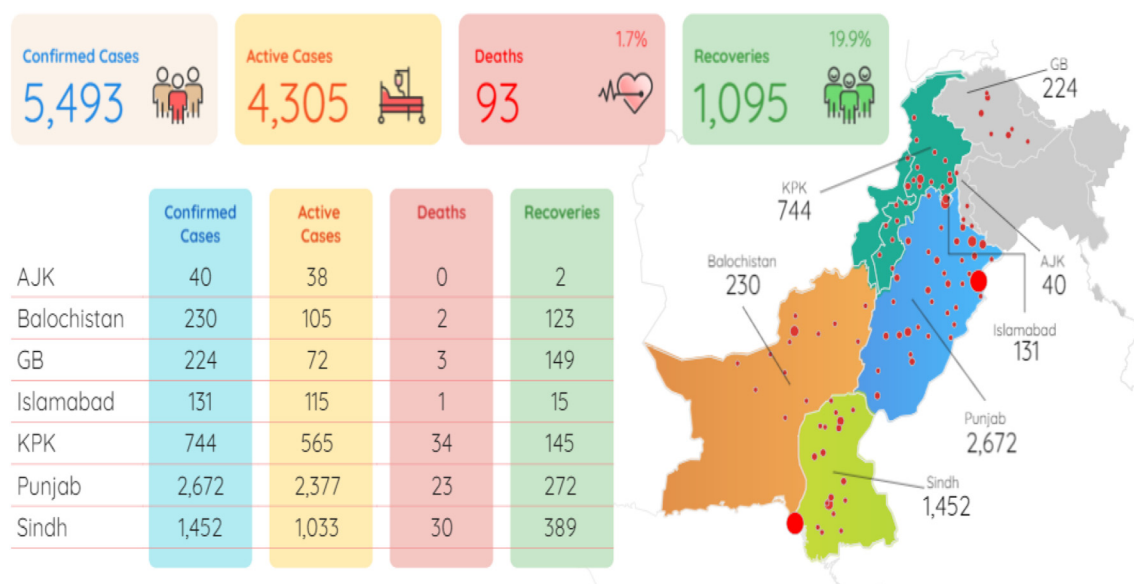 Confirmed Cases
5,493
Active Cases
4,305
1.7%
Deaths
93
19.9%
Recoveries
1,095
Confirmed Cases Active Cases Deaths Recoveries
AJK 40 38 0 2
Balochistan 230 105 2 123
GB 224 72 3 149
Islamabad 131 115 1 15
KPK 744 565 34 145
Punjab 2,672 2,377 23 272
Sindh 1,452 1,033 30 389
GB
224
KPK
744
Balochistan
230
AJK
40
Islamabad
131
Punjab
2,672
Sindh
1,452